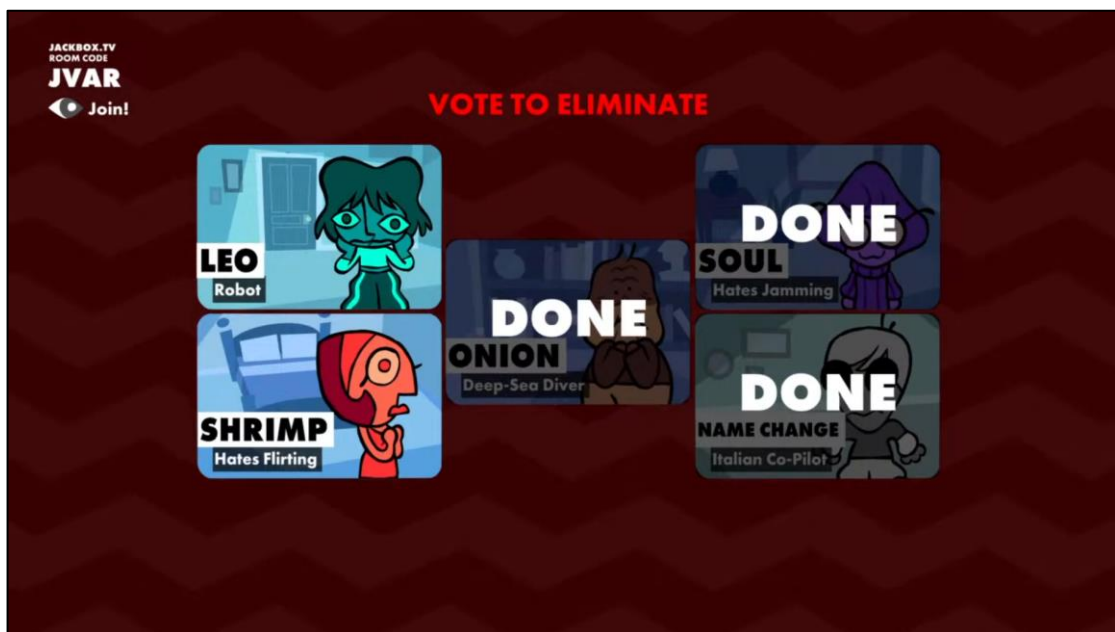 JACKBOX.TV
ROOM CODE
JVAR
Join!
VOTE TO ELIMINATE
LEO
Robot
DONE
SOUL
Hates Jamming
DONE
ONION
Deep-Sea Diver
SHRIMP
Hates Flirting
DONE
NAME CHANGE
Italian Co-Pilot